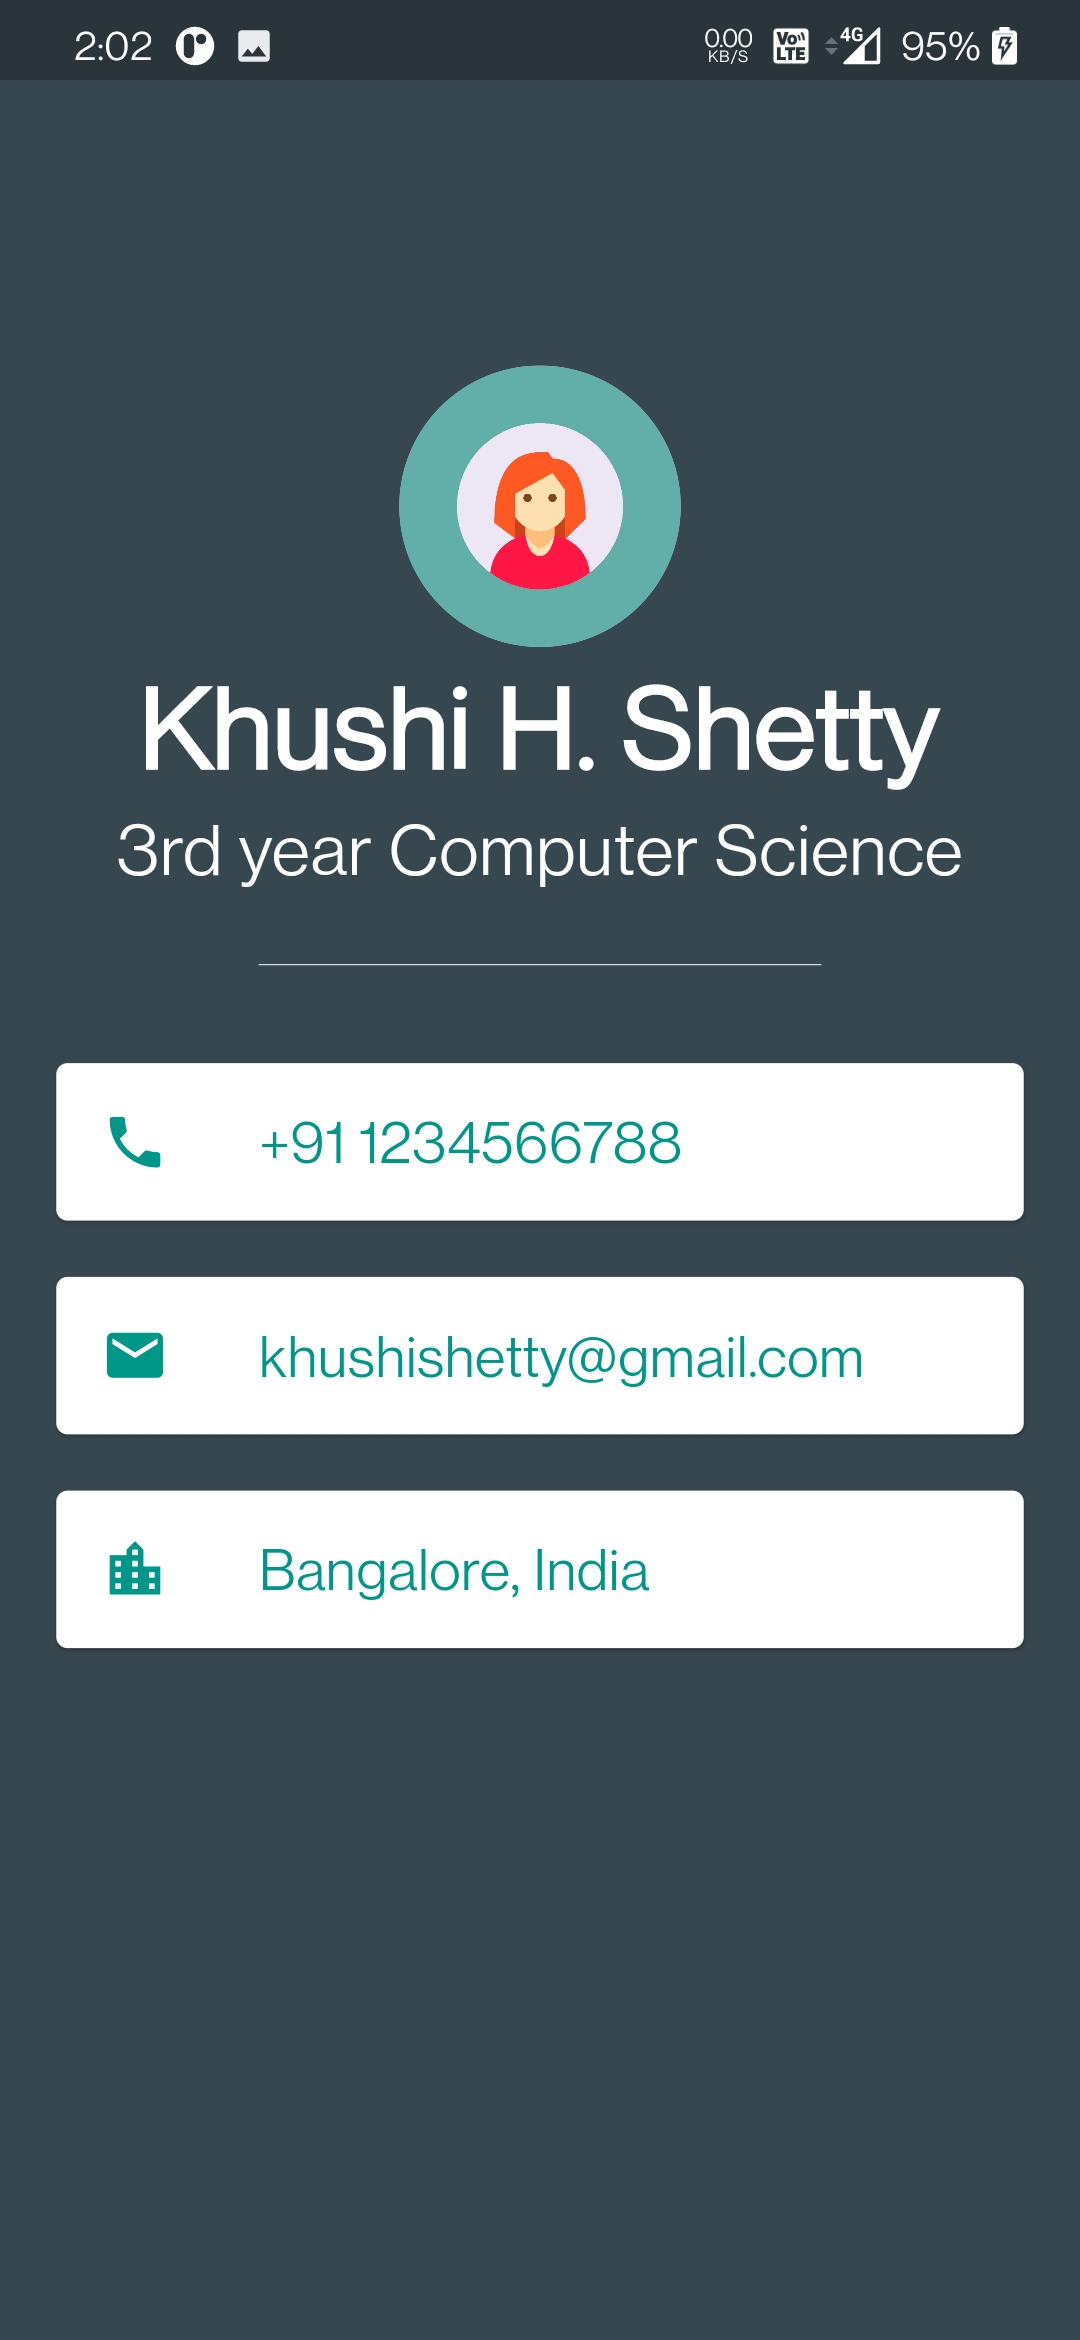 2:02 0.00 KB/S Vo)) LTE 4G 95%
Khushi H. Shetty
3rd year Computer Science
+91 1234566788
khushishetty@gmail.com
Bangalore, India